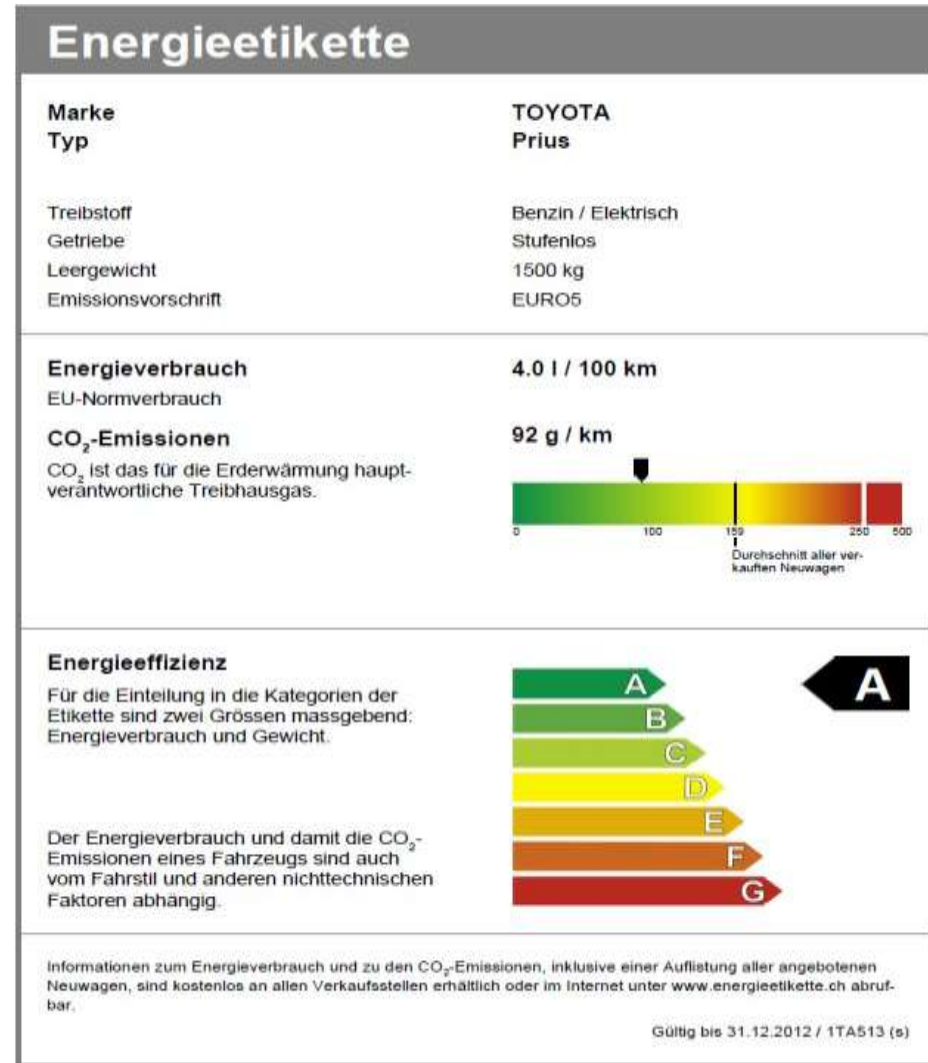 Energieetikette
Marke TOYOTA
Typ Prius
Treibstoff Benzin / Elektrisch
Getriebe Stufenlos
Leergewicht 1500 kg
Emissionsvorschrift EURO5
Energieverbrauch 4.0 l / 100 km
EU-Normverbrauch
CO₂-Emissionen 92 g / km
CO₂ ist das für die Erderwärmung haupt-
verantwortliche Treibhausgas.
0 100 159 250 500
Durchschnitt aller ver-
kauften Neuwagen
Energieeffizienz
Für die Einteilung in die Kategorien der
Etikette sind zwei Grössen massgebend:
Energieverbrauch und Gewicht.
Der Energieverbrauch und damit die CO₂-
Emissionen eines Fahrzeugs sind auch
vom Fahrstil und anderen nichttechnischen
Faktoren abhängig.
A A
B
C
D
E
F
G
Informationen zum Energieverbrauch und zu den CO₂-Emissionen, inklusive einer Auflistung aller angebotenen
Neuwagen, sind kostenlos an allen Verkaufsstellen erhältlich oder im Internet unter www.energieetikette.ch abruf-
bar.
Gültig bis 31.12.2012 / 1TA513 (s)